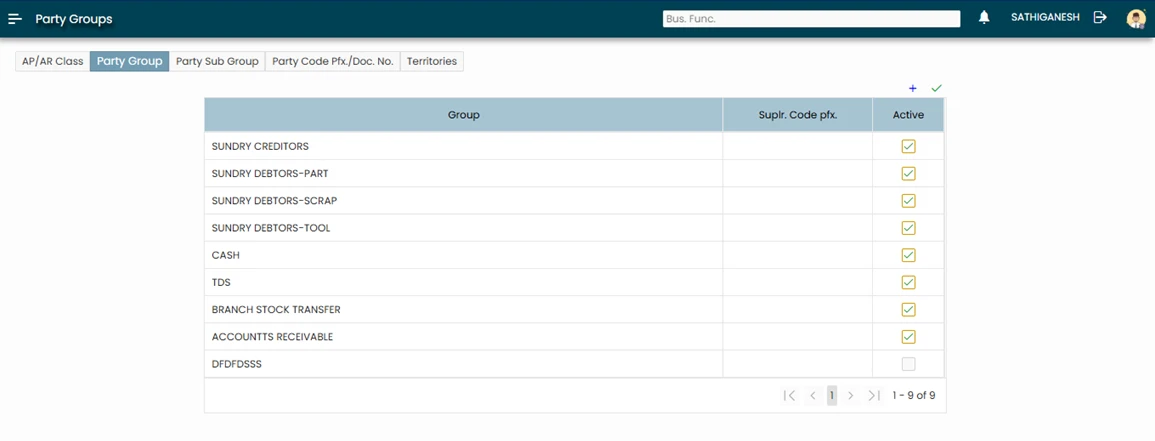 Party Groups Bus. Func. SATHIGANESH
AP/AR Class Party Group Party Sub Group Party Code Pfx./Doc. No. Territories
Group Suplr. Code pfx. Active
SUNDRY CREDITORS
SUNDRY DEBTORS-PART
SUNDRY DEBTORS-SCRAP
SUNDRY DEBTORS-TOOL
CASH
TDS
BRANCH STOCK TRANSFER
ACCOUNTTS RECEIVABLE
DFDFDSSS
1 1 - 9 of 9